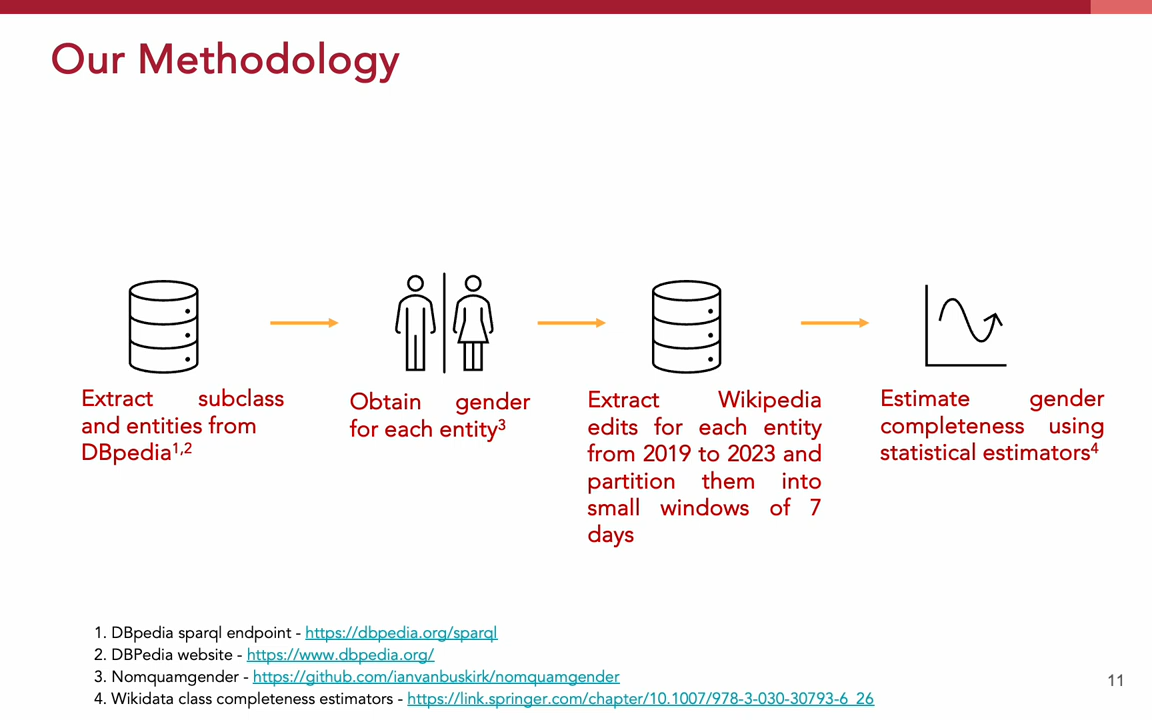 Our Methodology
Extract subclass
and entities from
DBpedia1,2
Obtain gender
for each entity3
Extract Wikipedia
edits for each entity
from 2019 to 2023 and
partition them into
small windows of 7
days
Estimate gender
completeness using
statistical estimators4
1. DBpedia sparql endpoint - https://dbpedia.org/sparql
2. DBPedia website - https://www.dbpedia.org/
3. Nomquamgender - https://github.com/ianvanbuskirk/nomquamgender
4. Wikidata class completeness estimators - https://link.springer.com/chapter/10.1007/978-3-030-30793-6_26
11